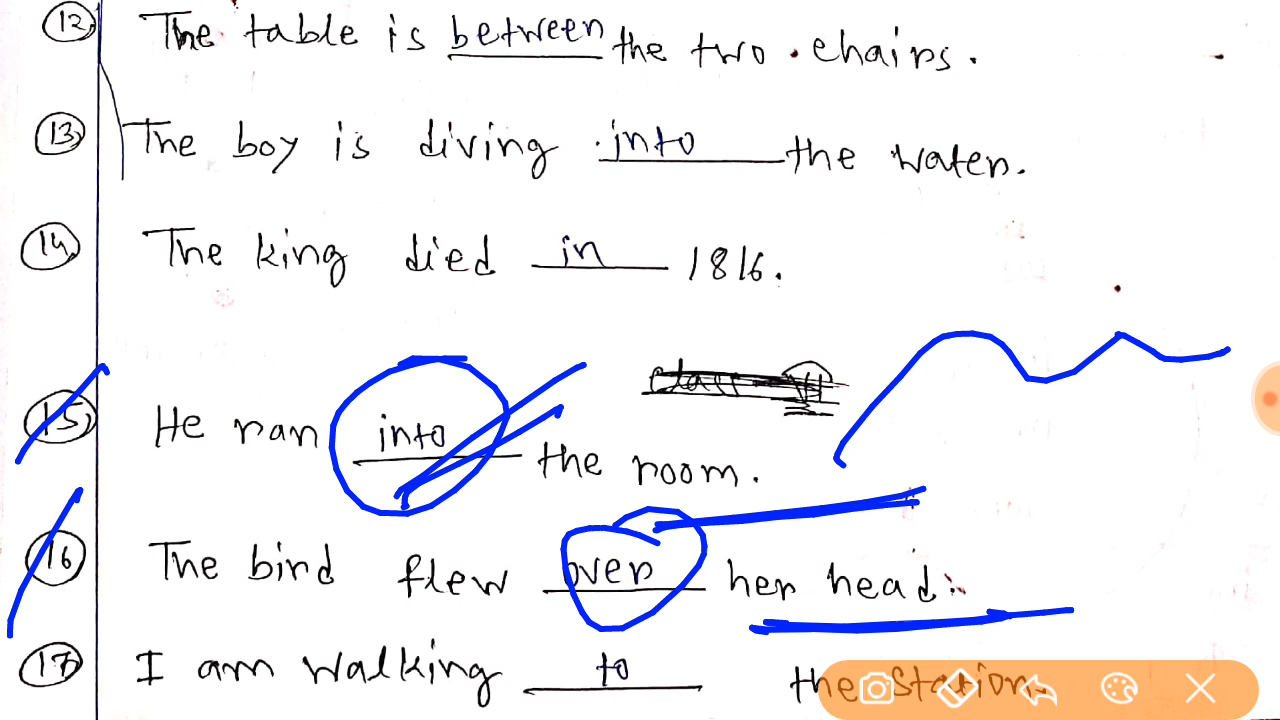 12 The table is between the two chairs.
13 The boy is diving into the water.
14 The king died in 1816.
15 He ran into the room.
16 The bird flew over her head.
17 I am walking to the station.